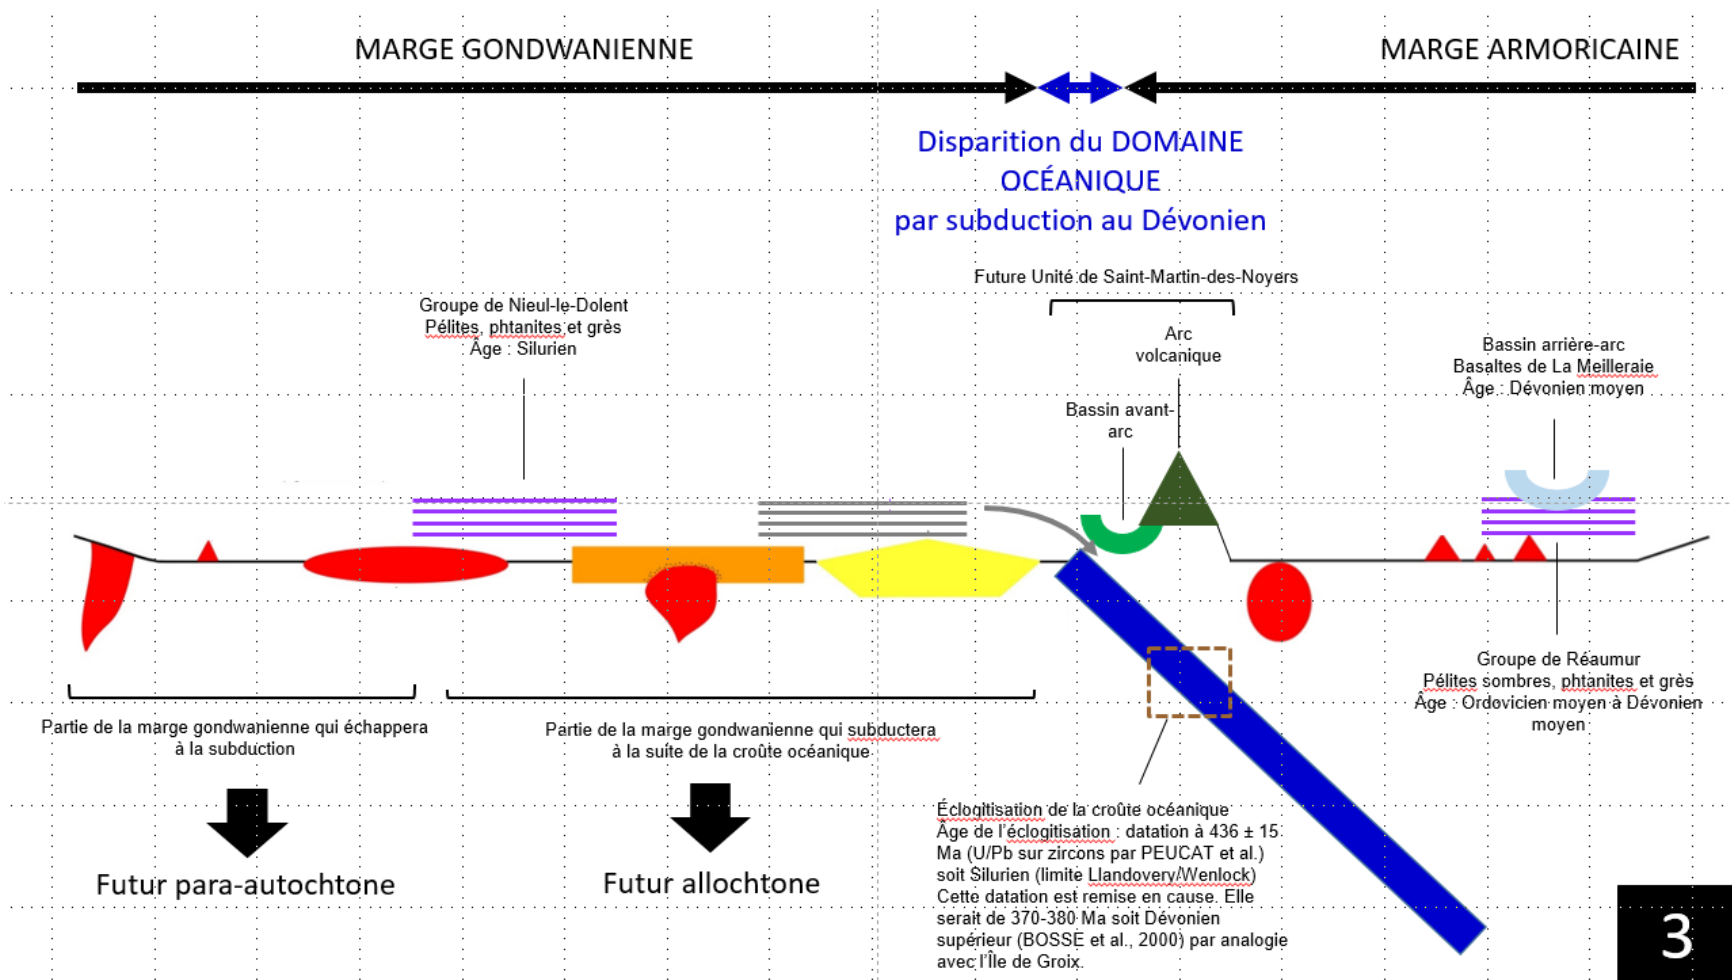 MARGE GONDWANIENNE
MARGE ARMORICAINE
Disparition du DOMAINE
OCÉANIQUE
par subduction au Dévonien
Future Unité de Saint-Martin-des-Noyers
Groupe de Nieul-le-Dolent
Pélites, phtanites et grès
Âge : Silurien
Arc
volcanique
Bassin arrière-arc
Basaltes de La Meilleraie
Âge : Dévonien moyen
Bassin avant-
arc
Groupe de Réaumur
Pélites sombres, phtanites et grès
Âge : Ordovicien moyen à Dévonien
moyen
Partie de la marge gondwanienne qui échappera
à la subduction
Partie de la marge gondwanienne qui subductera
à la suite de la croûte océanique
Futur para-autochtone
Futur allochtone
Éclogitisation de la croûte océanique
Âge de l'éclogitisation : datation à 436 ± 15
Ma (U/Pb sur zircons par PEUCAT et al.)
soit Silurien (limite Llandovery/Wenlock)
Cette datation est remise en cause. Elle
serait de 370-380 Ma soit Dévonien
supérieur (BOSSE et al., 2000) par analogie
avec l'Île de Groix.
3